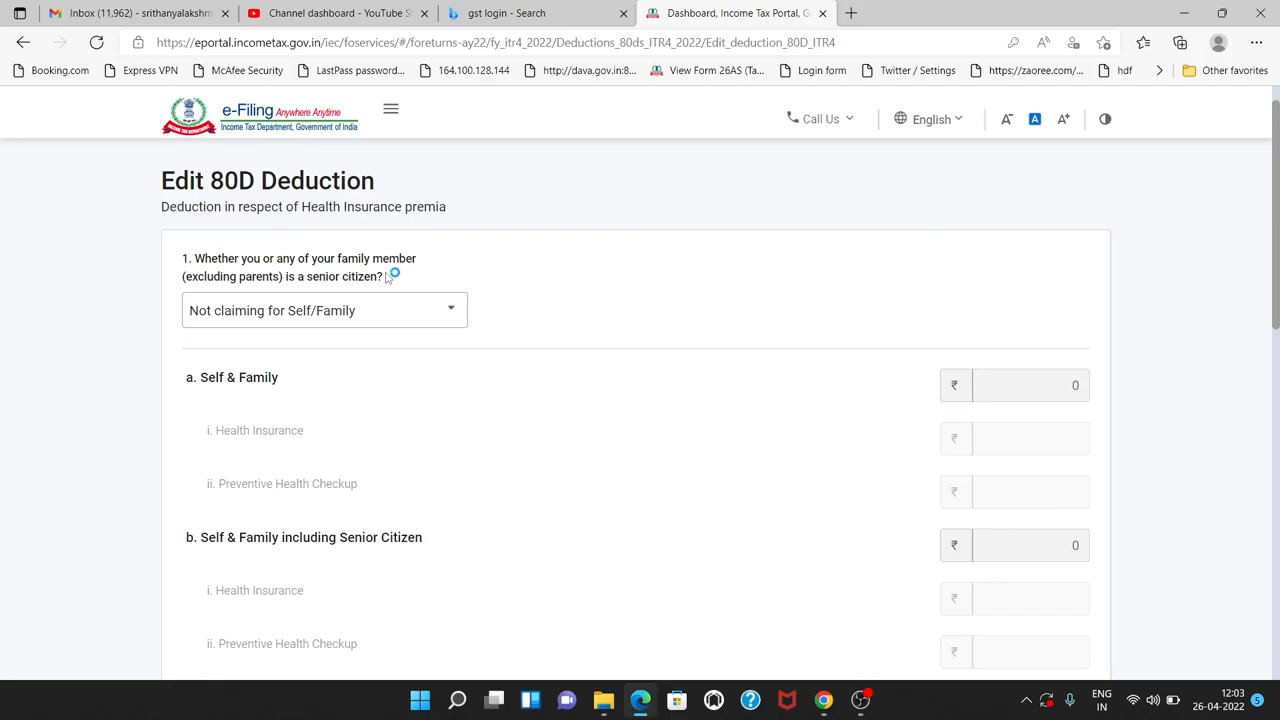 Inbox (11,962) - srithanyalakshm
Channel dashboard - YouTube S
gst login - Search
Dashboard, Income Tax Portal, G
https://eportal.incometax.gov.in/iec/foservices/#/foreturns-ay22/fy_itr4_2022/Deductions_80ds_ITR4_2022/Edit_deduction_80D_ITR4
Booking.com
Express VPN
McAfee Security
LastPass password...
164.100.128.144
http://dava.gov.in:8...
View Form 26AS (Ta...
Login form
Twitter / Settings
https://zaoree.com/...
hdf
Other favorites
e-Filing Anywhere Anytime
Income Tax Department, Government of India
Call Us
English
A-
A
A+
Edit 80D Deduction
Deduction in respect of Health Insurance premia
1. Whether you or any of your family member
(excluding parents) is a senior citizen?
Not claiming for Self/Family
a. Self & Family
₹ 0
i. Health Insurance
₹
ii. Preventive Health Checkup
₹
b. Self & Family including Senior Citizen
₹ 0
i. Health Insurance
₹
ii. Preventive Health Checkup
₹
ENG
IN
12:03
26-04-2022
5